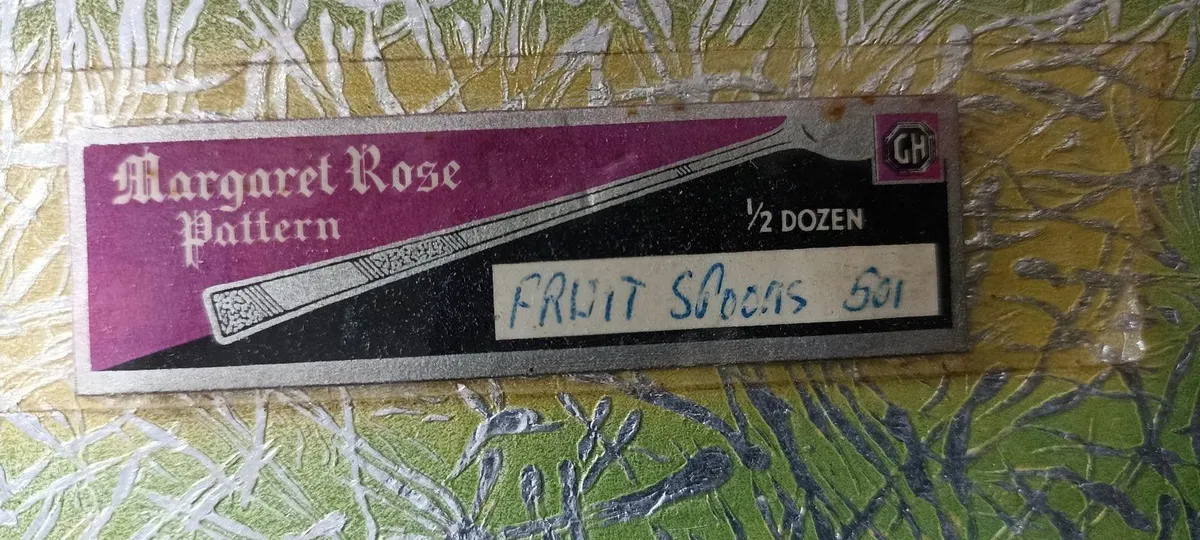 Margaret Rose
Pattern
GH
1/2 DOZEN
FRUIT SPoons 501